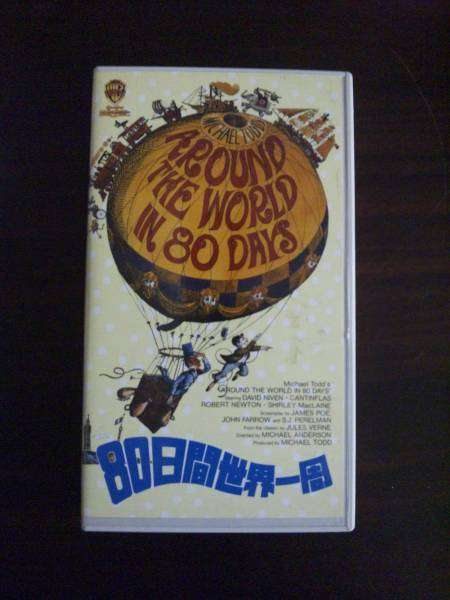 WB
MICHAEL TODD'S
AROUND
THE WORLD
IN 80 DAYS
Michael Todd's
"AROUND THE WORLD IN 80 DAYS"
Starring DAVID NIVEN · CANTINFLAS
ROBERT NEWTON · SHIRLEY MacLAINE
Screenplay by JAMES POE,
JOHN FARROW and S.J. PERELMAN
From the classic by JULES VERNE
Directed by MICHAEL ANDERSON
Produced by MICHAEL TODD
80日間世界一周